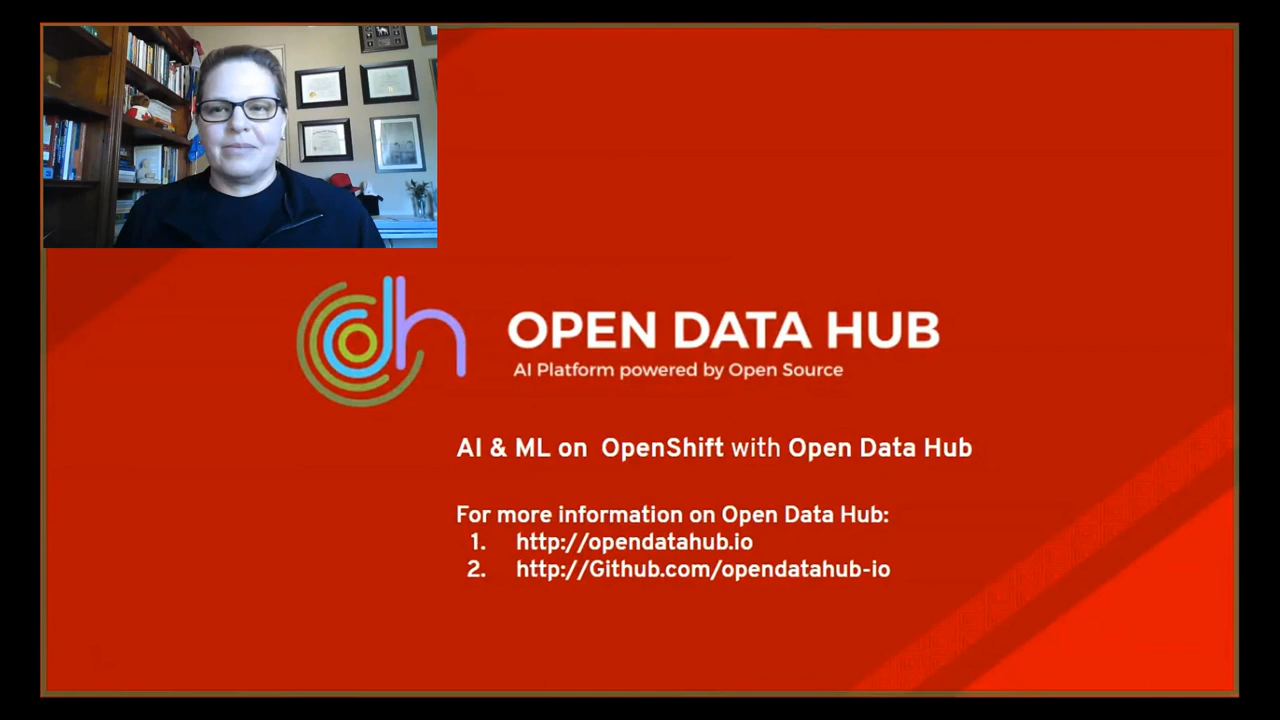 odh
OPEN DATA HUB
AI Platform powered by Open Source
AI & ML on OpenShift with Open Data Hub
For more information on Open Data Hub:
1. http://opendatahub.io
2. http://Github.com/opendatahub-io